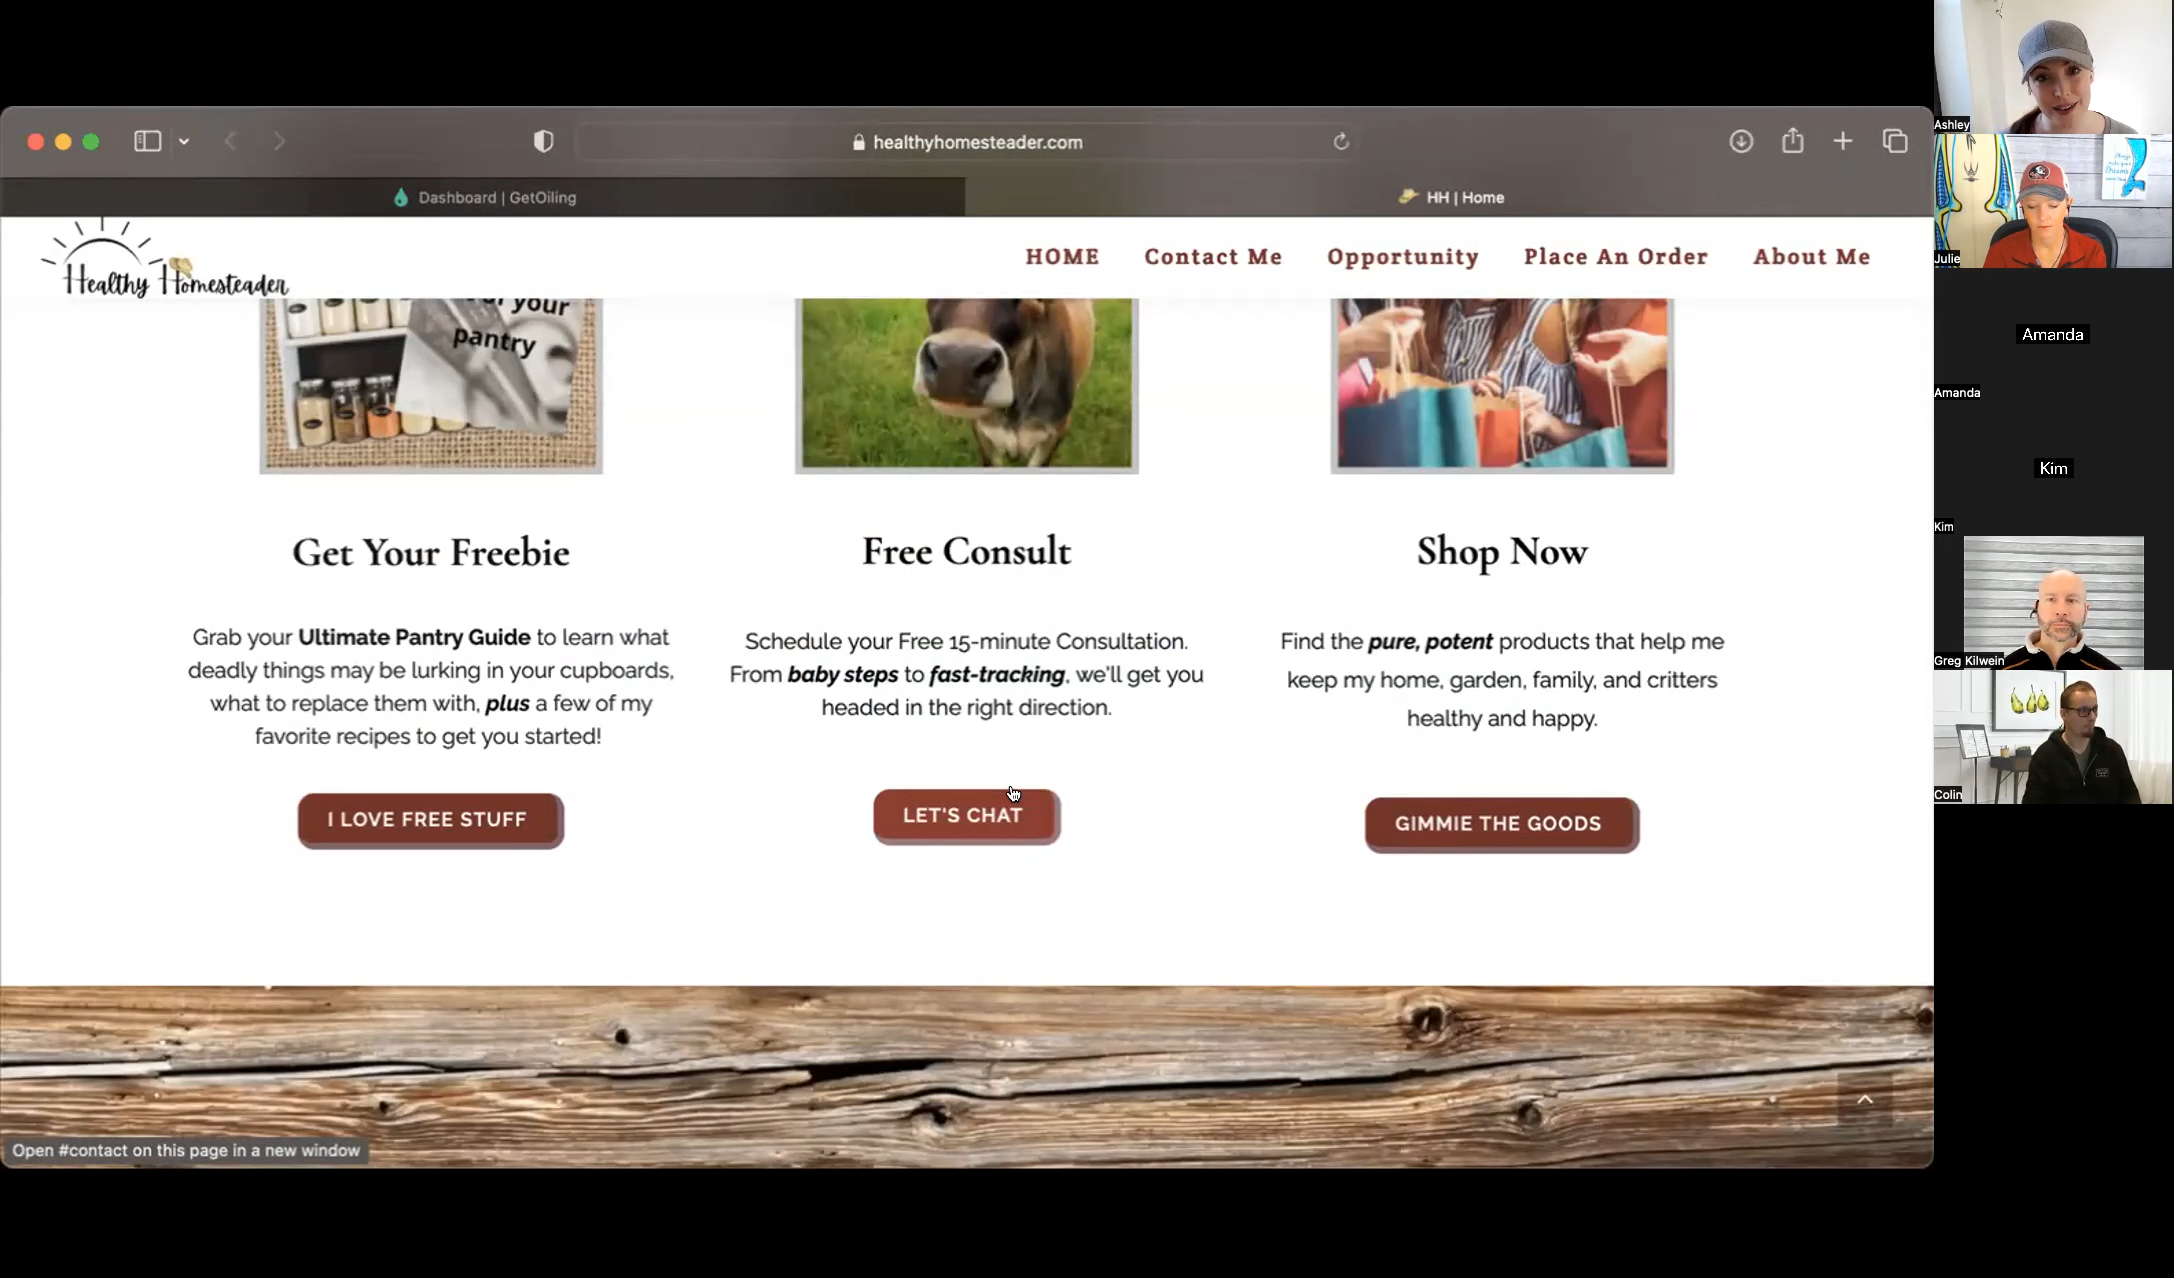 healthyhomesteader.com
Dashboard | GetOiling
HH | Home
Healthy Homesteader
HOME
Contact Me
Opportunity
Place An Order
About Me
your
pantry
Get Your Freebie
Grab your Ultimate Pantry Guide to learn what
deadly things may be lurking in your cupboards,
what to replace them with, plus a few of my
favorite recipes to get you started!
I LOVE FREE STUFF
Free Consult
Schedule your Free 15-minute Consultation.
From baby steps to fast-tracking, we'll get you
headed in the right direction.
LET'S CHAT
Shop Now
Find the pure, potent products that help me
keep my home, garden, family, and critters
healthy and happy.
GIMMIE THE GOODS
Open #contact on this page in a new window
Ashley
Julie
Amanda
Amanda
Kim
Kim
Greg Kilwein
Colin